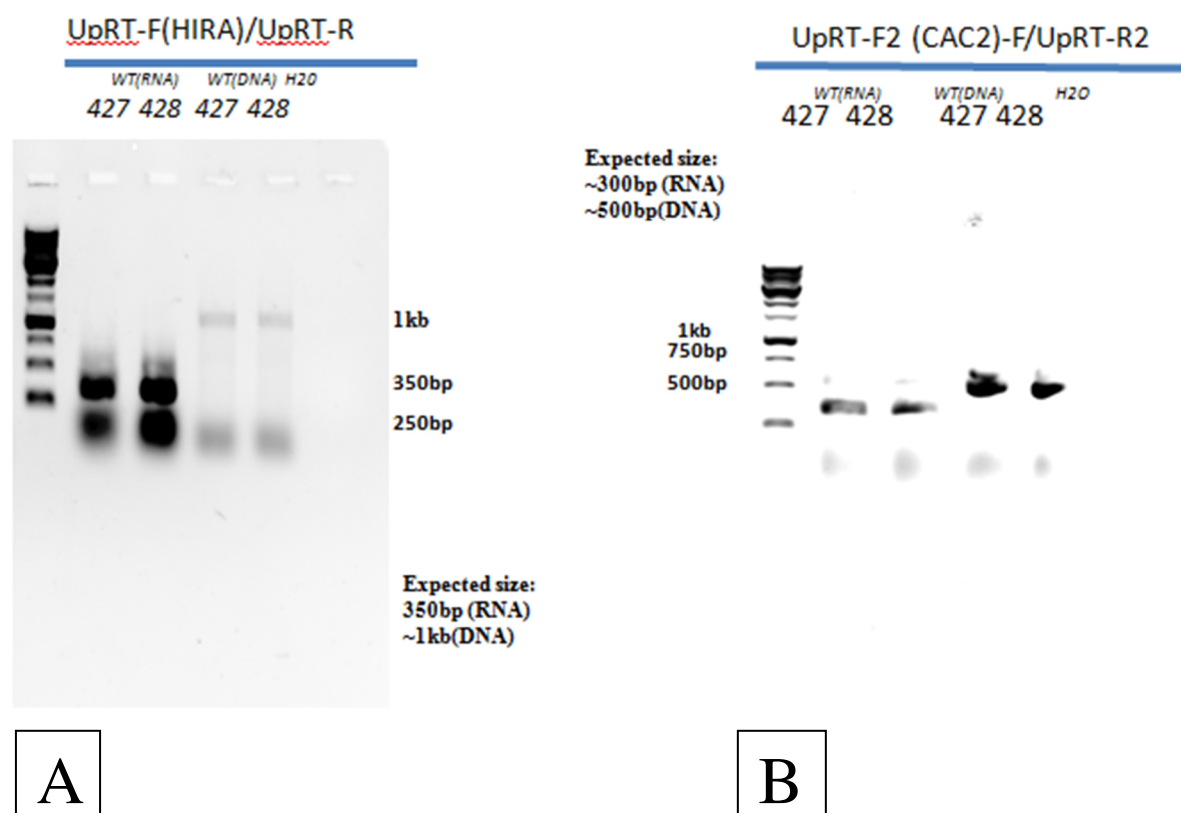 UpRT-F(HIRA)/UpRT-R
WT(RNA) WT(DNA) H2O
427 428 427 428
1kb
350bp
250bp
Expected size:
350bp (RNA)
~1kb(DNA)
A
UpRT-F2 (CAC2)-F/UpRT-R2
WT(RNA) WT(DNA) H2O
427 428 427 428
Expected size:
~300bp (RNA)
~500bp(DNA)
1kb
750bp
500bp
B